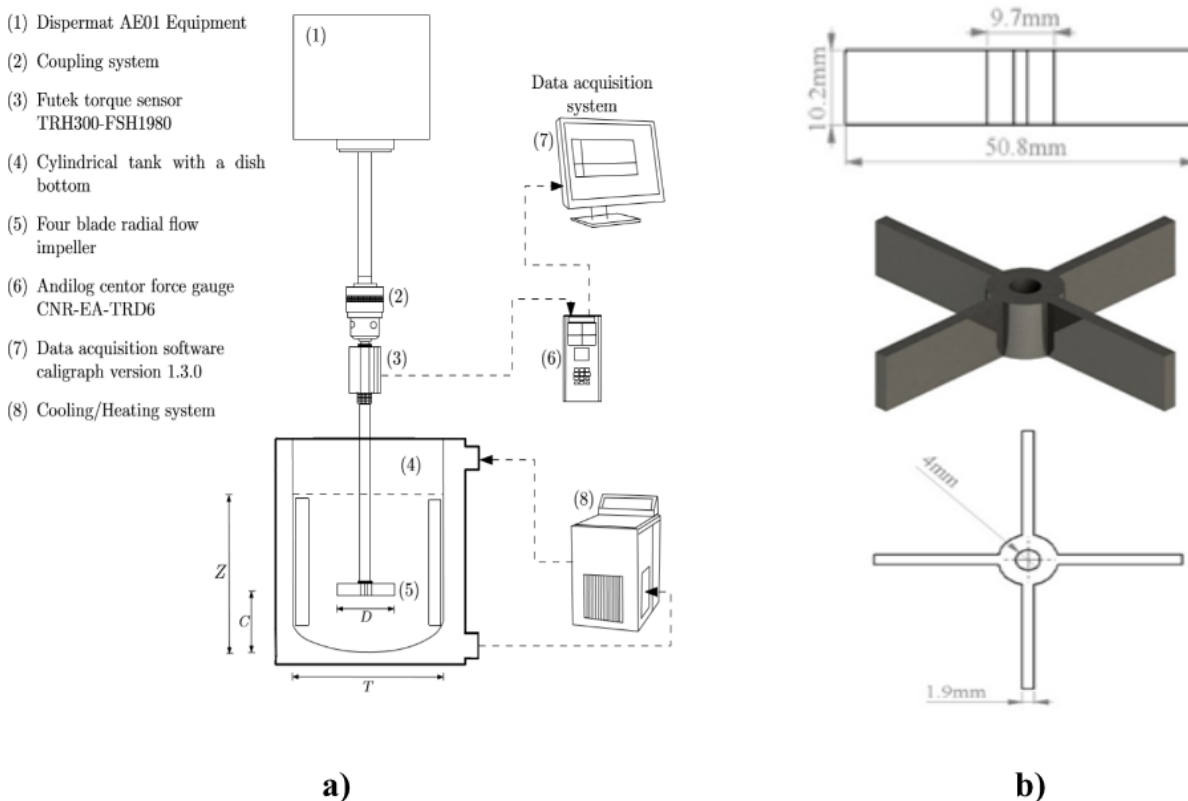 (1) Dispermat AE01 Equipment
(2) Coupling system
(3) Futek torque sensor
TRH300-FSH1980
(4) Cylindrical tank with a dish
bottom
(5) Four blade radial flow
impeller
(6) Andilog centor force gauge
CNR-EA-TRD6
(7) Data acquisition software
caligraph version 1.3.0
(8) Cooling/Heating system
(1)
Data acquisition
system
(7)
(2)
(3)
(6)
(4)
(8)
Z
(5)
D
C
T
a)
9.7mm
10.2mm
50.8mm
4mm
1.9mm
b)